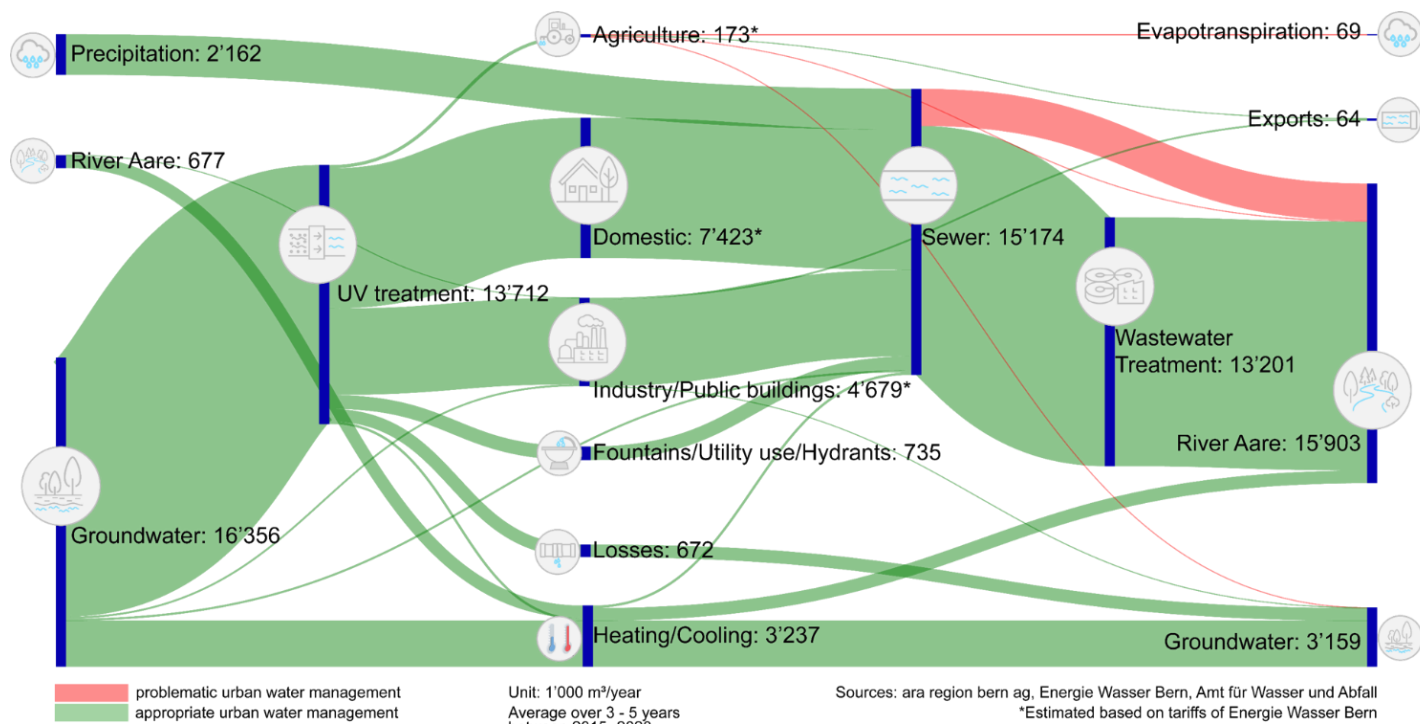 Precipitation: 2’162
River Aare: 677
Groundwater: 16’356
UV treatment: 13’712
Agriculture: 173*
Domestic: 7’423*
Industry/Public buildings: 4’679*
Fountains/Utility use/Hydrants: 735
Losses: 672
Heating/Cooling: 3’237
Sewer: 15’174
Wastewater
Treatment: 13’201
Evapotranspiration: 69
Exports: 64
River Aare: 15’903
Groundwater: 3’159
problematic urban water management
appropriate urban water management
Unit: 1’000 m³/year
Average over 3 - 5 years
Sources: ara region bern ag, Energie Wasser Bern, Amt für Wasser und Abfall
*Estimated based on tariffs of Energie Wasser Bern